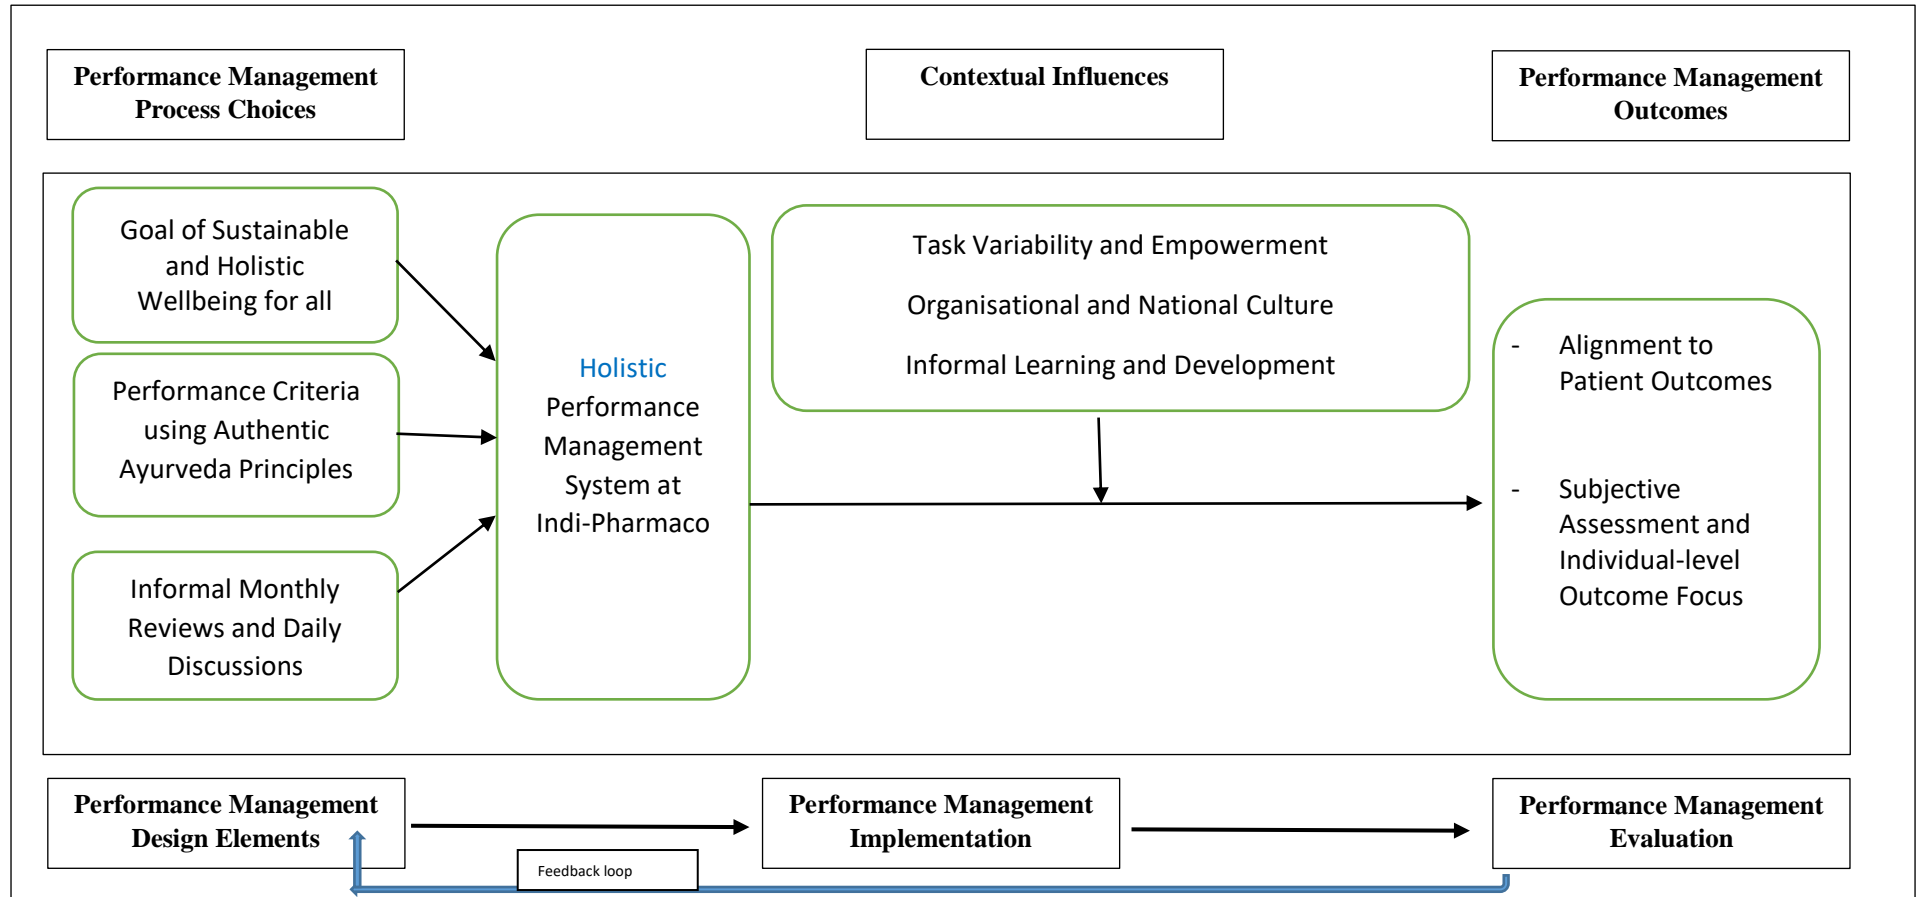 Performance Management
Process Choices
Contextual Influences
Performance Management
Outcomes
Goal of Sustainable
and Holistic
Wellbeing for all
Performance Criteria
using Authentic
Ayurveda Principles
Informal Monthly
Reviews and Daily
Discussions
Holistic
Performance
Management
System at
Indi-Pharmaco
Task Variability and Empowerment
Organisational and National Culture
Informal Learning and Development
- Alignment to
Patient Outcomes
- Subjective
Assessment and
Individual-level
Outcome Focus
Performance Management
Design Elements
Performance Management
Implementation
Performance Management
Evaluation
Feedback loop